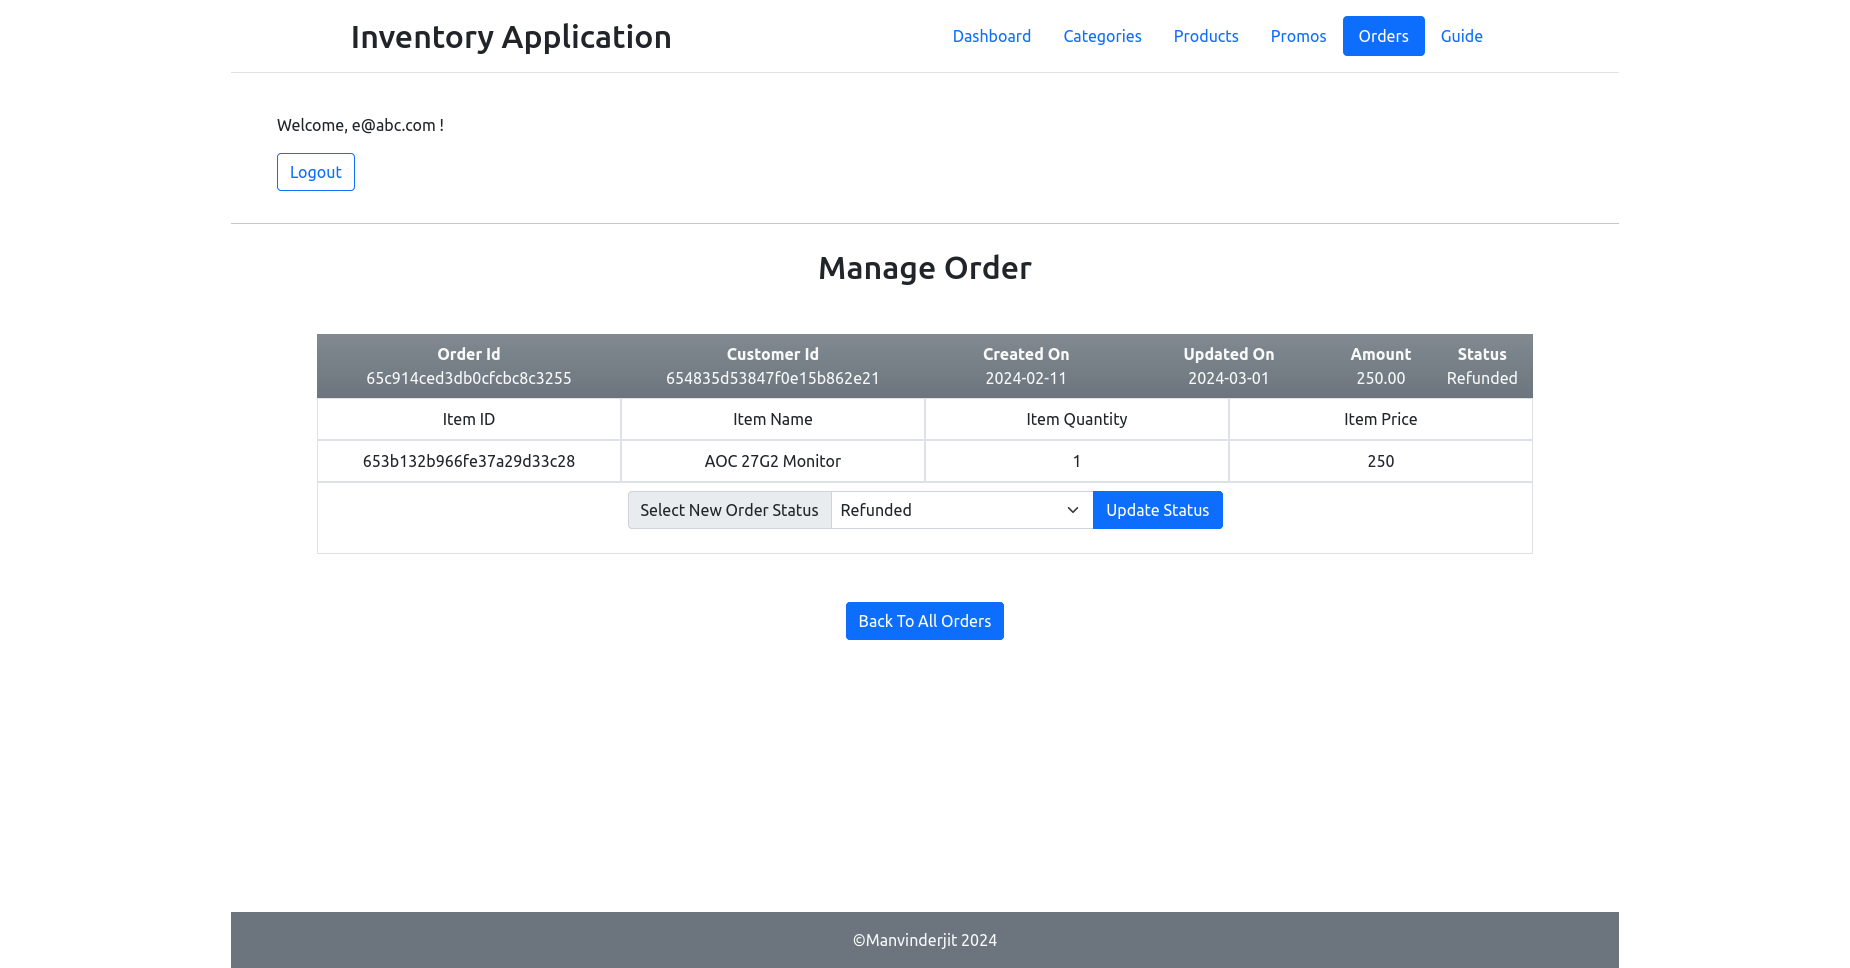 Inventory Application
Dashboard Categories Products Promos Orders Guide
Welcome, e@abc.com !
Logout
Manage Order
Order Id Customer Id Created On Updated On Amount Status
65c914ced3db0cfcbc8c3255 654835d53847f0e15b862e21 2024-02-11 2024-03-01 250.00 Refunded
Item ID Item Name Item Quantity Item Price
653b132b966fe37a29d33c28 AOC 27G2 Monitor 1 250
Select New Order Status Refunded Update Status
Back To All Orders
©Manvinderjit 2024